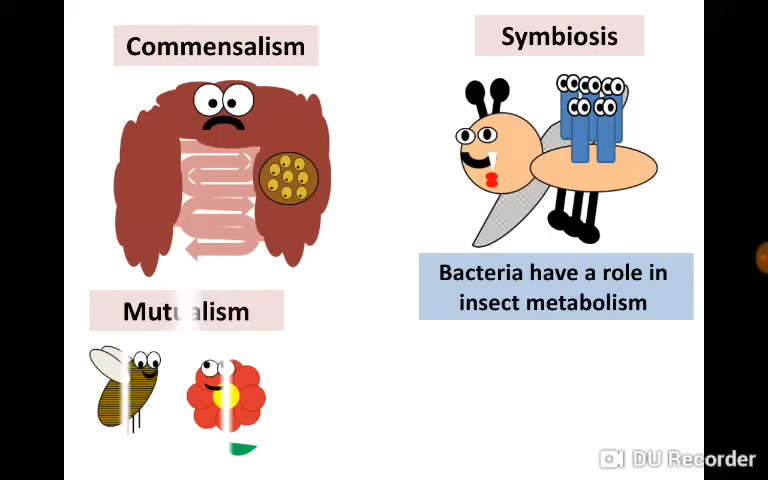 Commensalism
Symbiosis
Bacteria have a role in
insect metabolism
Mutualism
DU Recorder